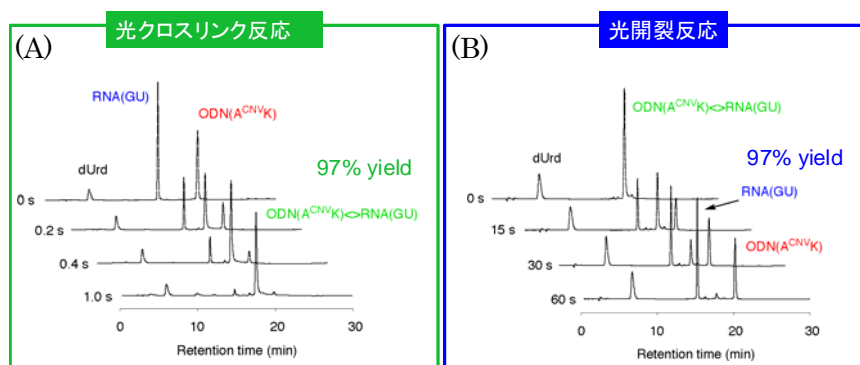 光クロスリンク反応
(A)
RNA(GU)
ODN(A^CNVK)
dUrd
97% yield
0 s
ODN(A^CNVK)<>RNA(GU)
0.2 s
0.4 s
1.0 s
0 10 20 30
Retention time (min)
光開裂反応
(B)
ODN(A^CNVK)<>RNA(GU)
dUrd
97% yield
RNA(GU)
0 s
15 s
ODN(A^CNVK)
30 s
60 s
0 10 20 30
Retention time (min)